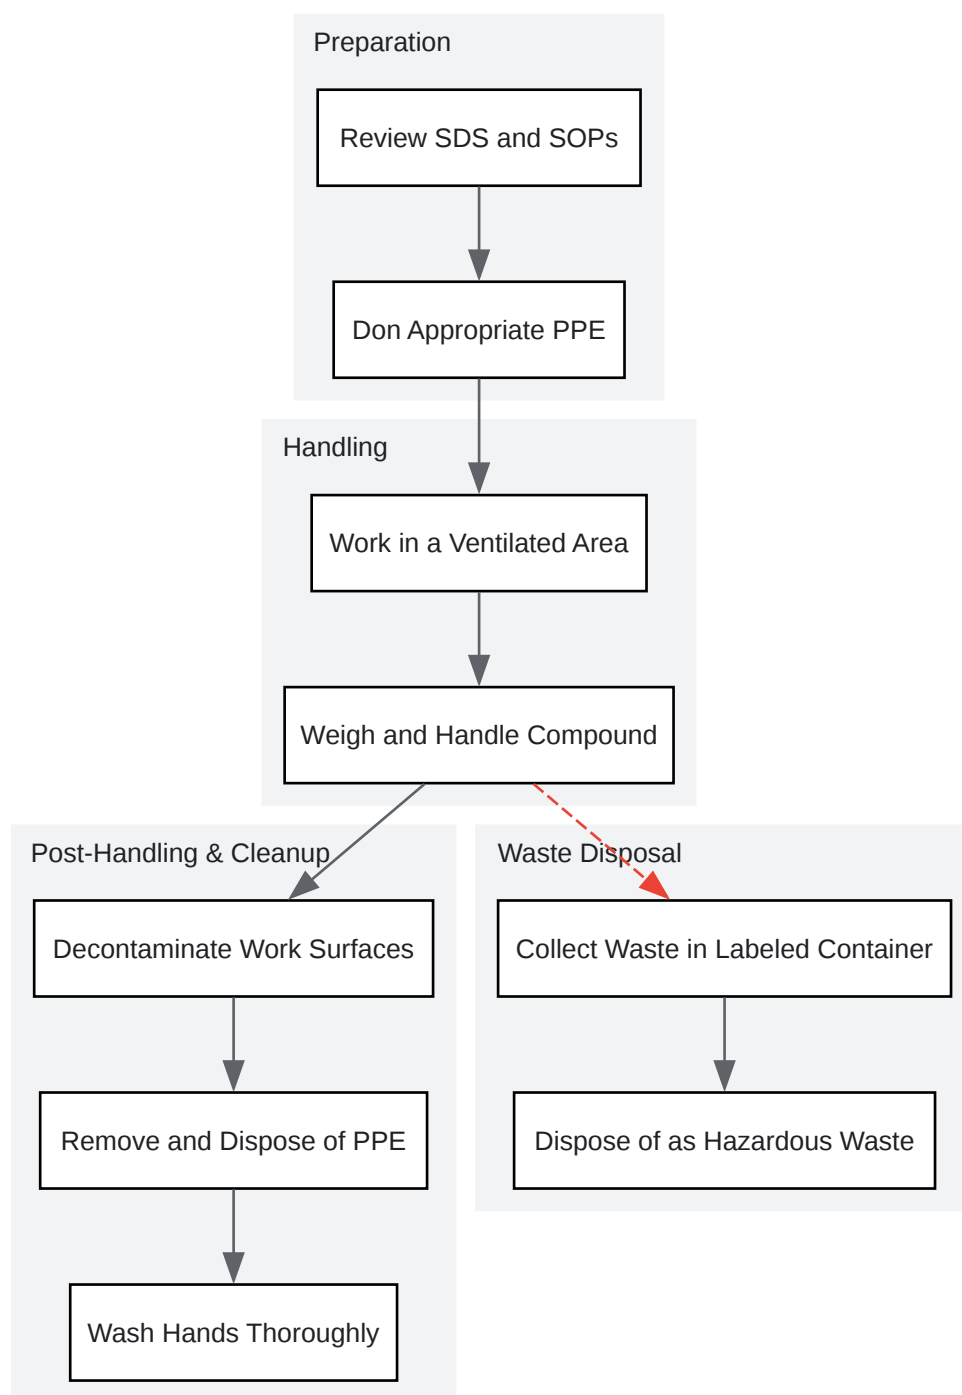 Preparation
Review SDS and SOPs
Don Appropriate PPE
Handling
Work in a Ventilated Area
Weigh and Handle Compound
Post-Handling & Cleanup
Decontaminate Work Surfaces
Remove and Dispose of PPE
Wash Hands Thoroughly
Waste Disposal
Collect Waste in Labeled Container
Dispose of as Hazardous Waste